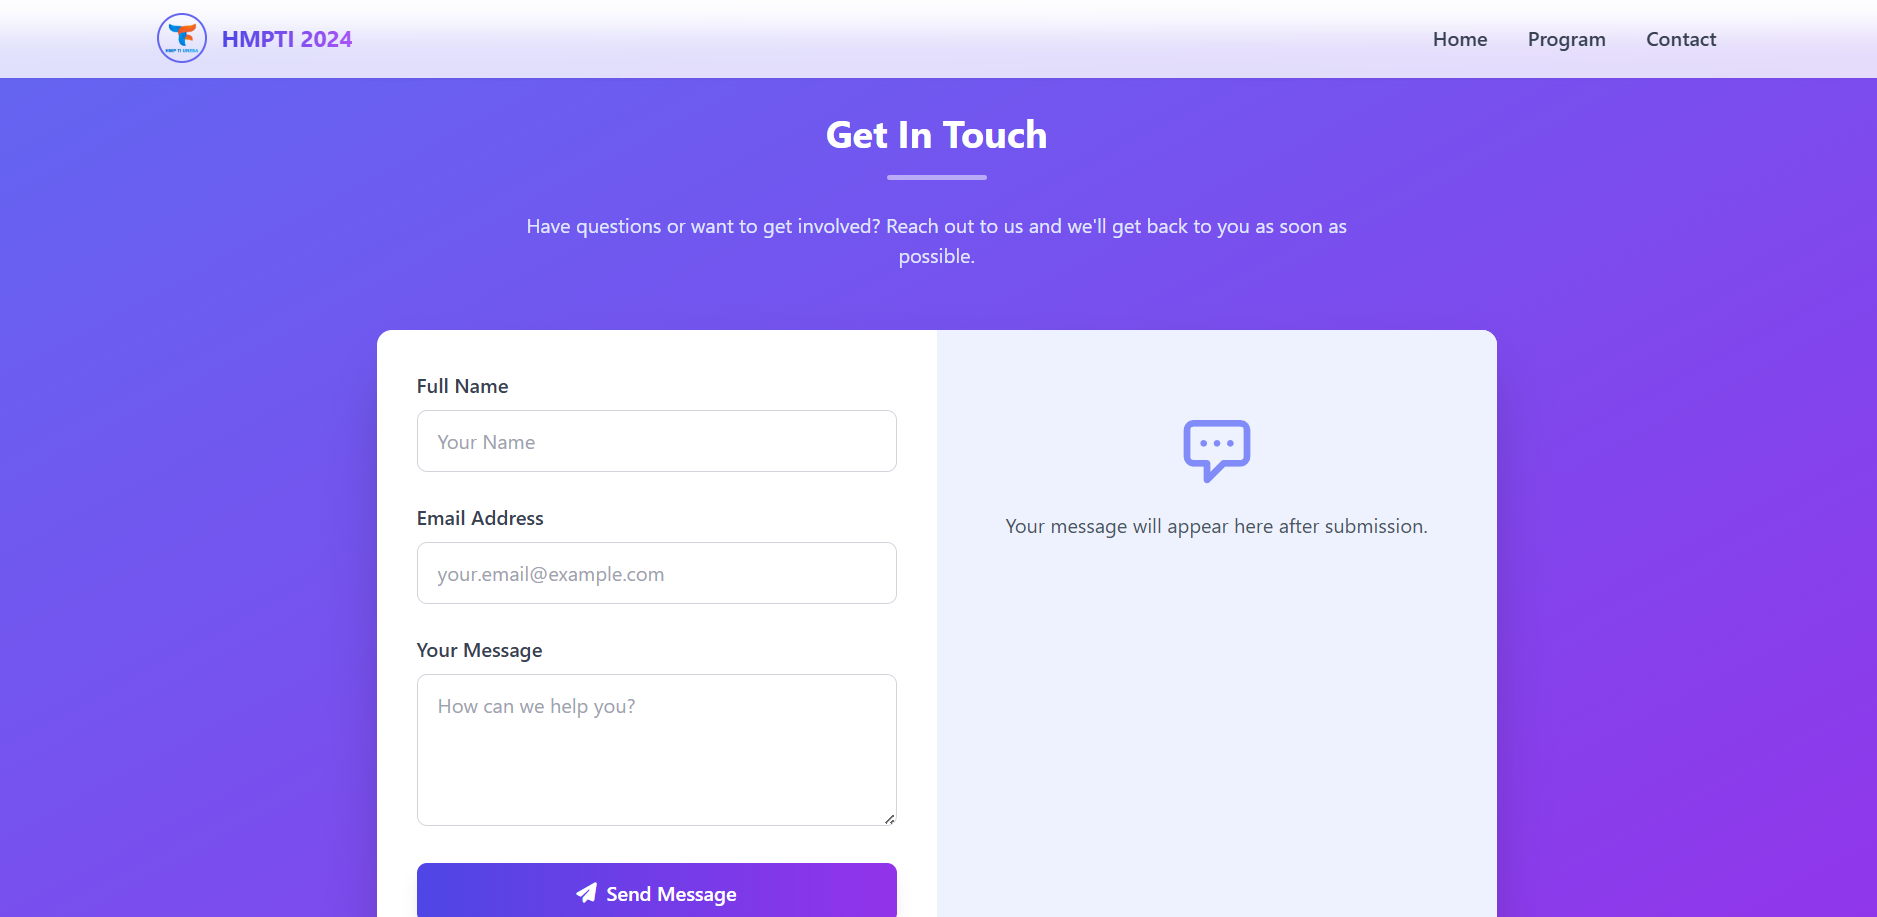 HMPTI 2024
Home
Program
Contact
Get In Touch
Have questions or want to get involved? Reach out to us and we'll get back to you as soon as
possible.
Full Name
Your Name
Email Address
your.email@example.com
Your Message
How can we help you?
Send Message
Your message will appear here after submission.